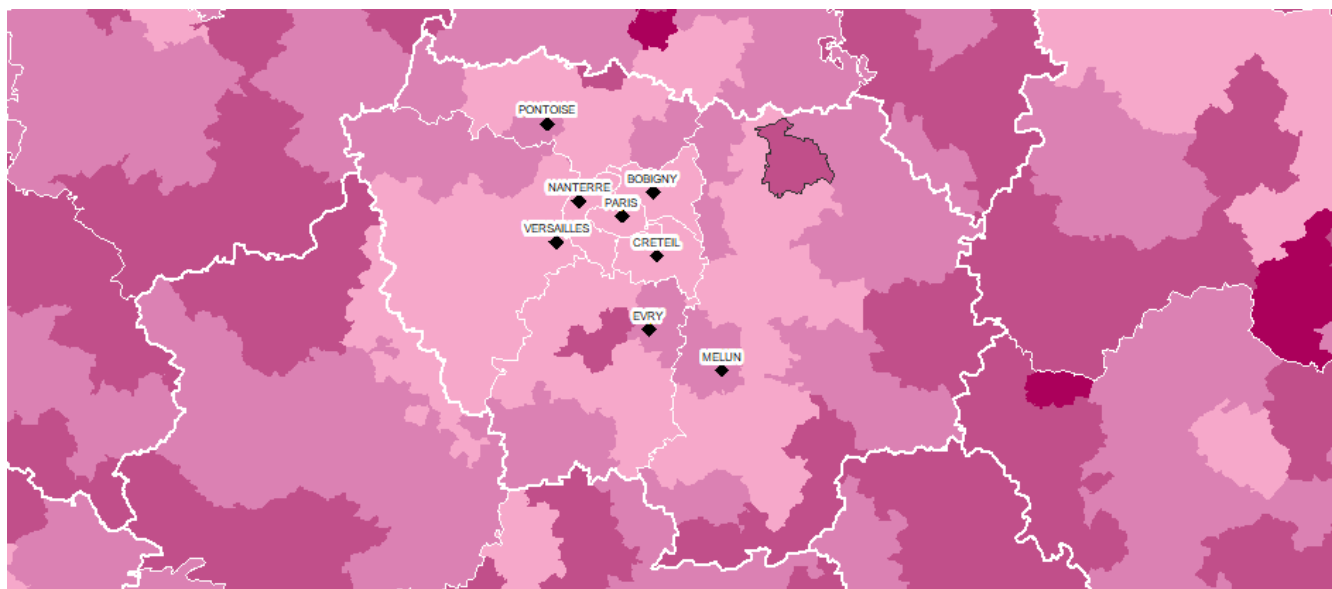 PONTOISE
BOBIGNY
NANTERRE
PARIS
VERSAILLES
CRETEIL
EVRY
MELUN